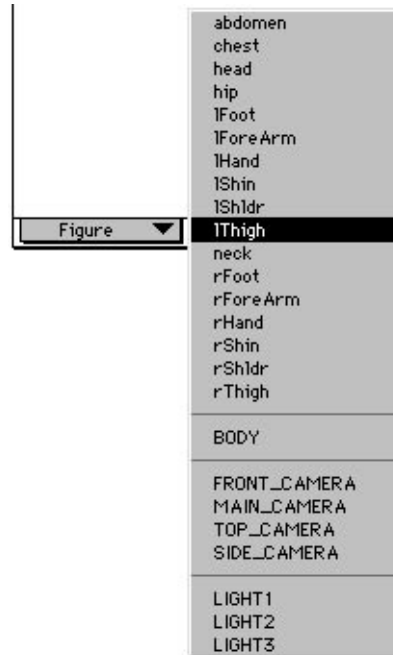 abdomen
chest
head
hip
lFoot
lForeArm
lHand
lShin
lShldr
Figure
lThigh
neck
rFoot
rForeArm
rHand
rShin
rShldr
rThigh
BODY
FRONT_CAMERA
MAIN_CAMERA
TOP_CAMERA
SIDE_CAMERA
LIGHT1
LIGHT2
LIGHT3